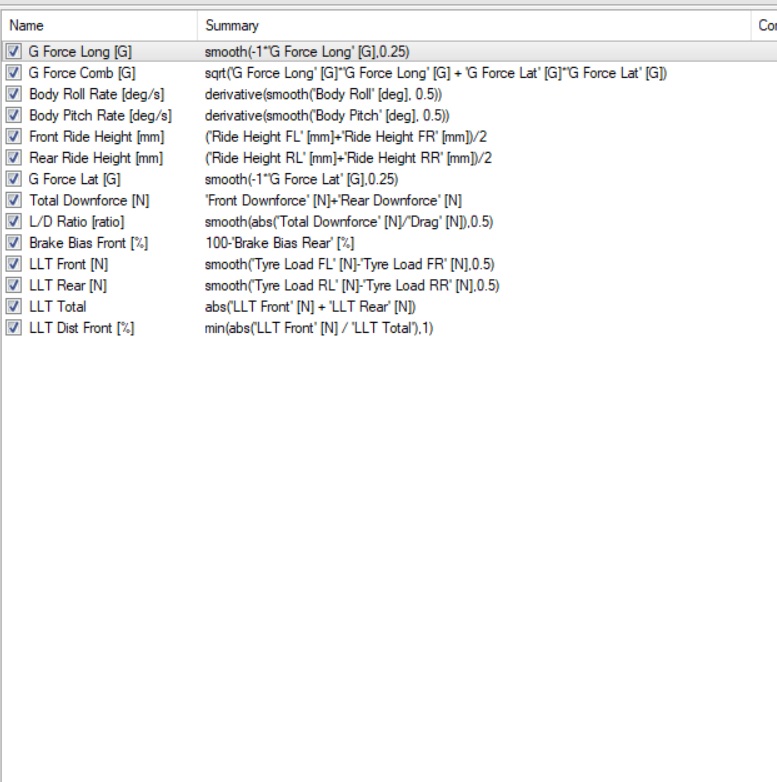 Name Summary Cor
G Force Long [G] smooth(-1*'G Force Long' [G],0.25)
G Force Comb [G] sqrt('G Force Long' [G]*'G Force Long' [G] + 'G Force Lat' [G]*'G Force Lat' [G])
Body Roll Rate [deg/s] derivative(smooth('Body Roll' [deg], 0.5))
Body Pitch Rate [deg/s] derivative(smooth('Body Pitch' [deg], 0.5))
Front Ride Height [mm] ('Ride Height FL' [mm]+'Ride Height FR' [mm])/2
Rear Ride Height [mm] ('Ride Height RL' [mm]+'Ride Height RR' [mm])/2
G Force Lat [G] smooth(-1*'G Force Lat' [G],0.25)
Total Downforce [N] 'Front Downforce' [N]+'Rear Downforce' [N]
L/D Ratio [ratio] smooth(abs('Total Downforce' [N]/'Drag' [N]),0.5)
Brake Bias Front [%] 100-'Brake Bias Rear' [%]
LLT Front [N] smooth('Tyre Load FL' [N]-'Tyre Load FR' [N],0.5)
LLT Rear [N] smooth('Tyre Load RL' [N]-'Tyre Load RR' [N],0.5)
LLT Total abs('LLT Front' [N] + 'LLT Rear' [N])
LLT Dist Front [%] min(abs('LLT Front' [N] / 'LLT Total'),1)